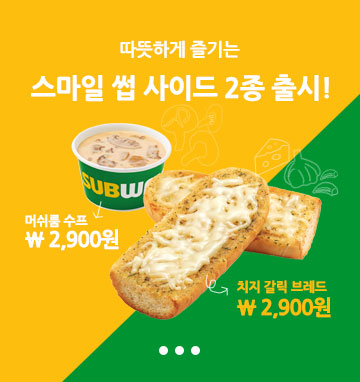 따뜻하게 즐기는
스마일 썹 사이드 2종 출시!
SUBW
머쉬룸 수프
₩ 2,900원
치지 갈릭 브레드
₩ 2,900원